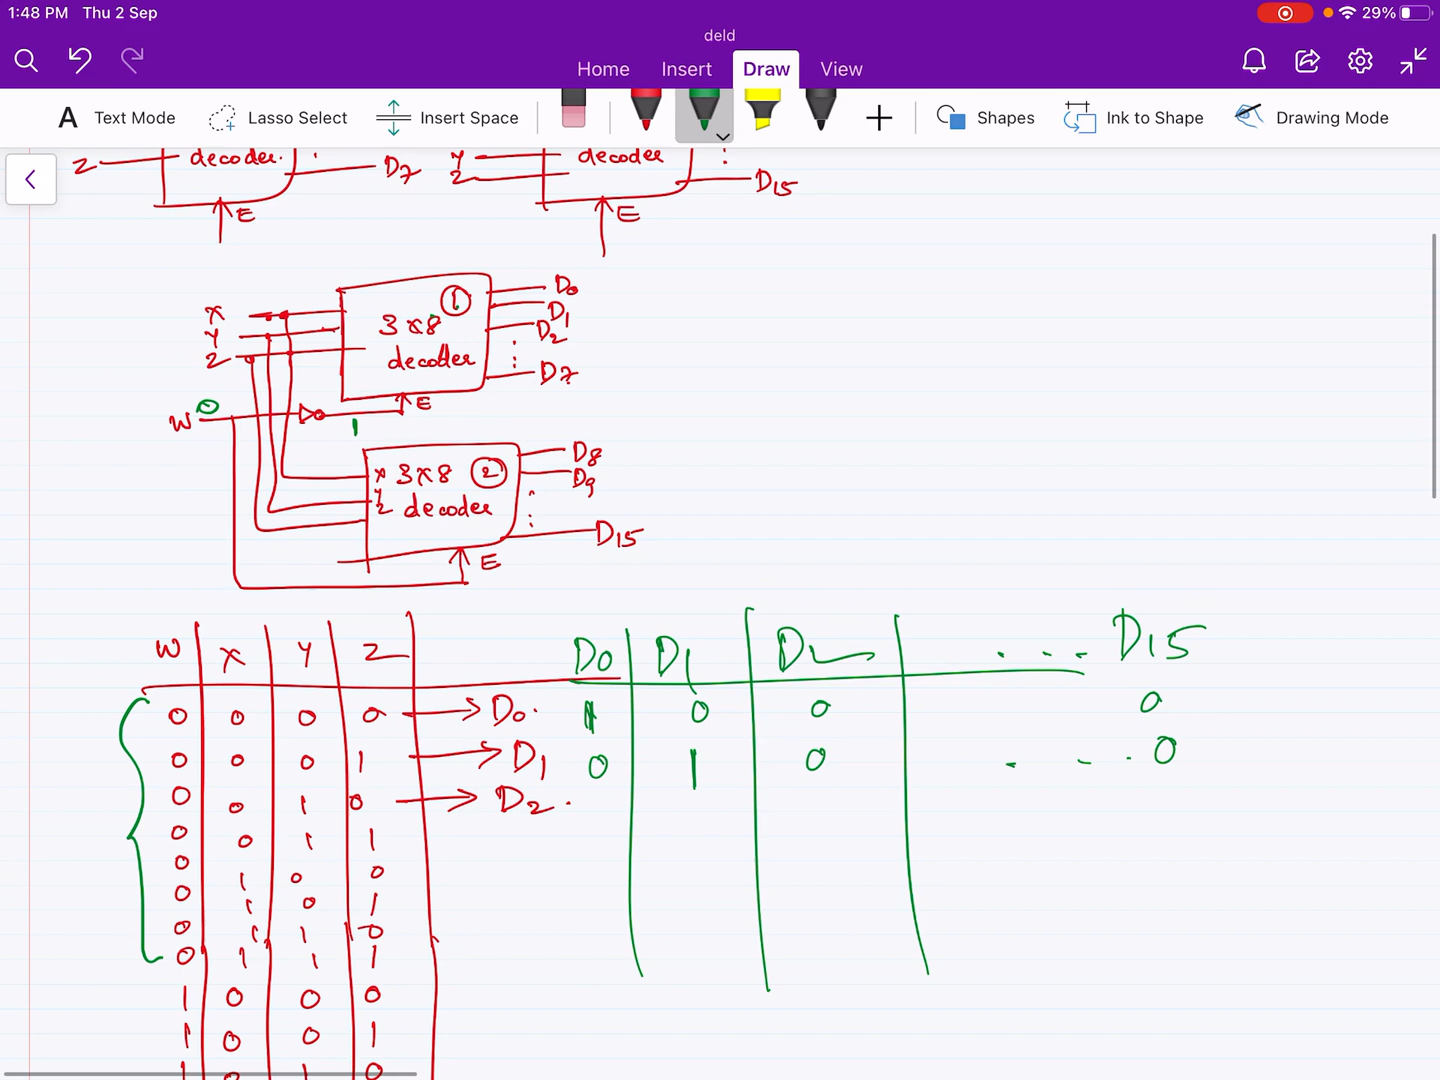 1:48 PM Thu 2 Sep 29%
deld
Home Insert Draw View
A Text Mode Lasso Select Insert Space Shapes Ink to Shape Drawing Mode
Z decoder. D7 Y decoder
Z D15
E E
X 3x8 1 D0
Y D1
Z decoder D2
D7
W 0 E
1
X 3x8 2 D8
Y D9
Z decoder
D15
E
W X Y Z D0 D1 D2 . . . D15
0 0 0 0 → D0. 1 0 0 0
0 0 0 1 → D1 0 1 0 . . . 0
0 0 1 0 → D2.
0 0 1 1
0 1 0 0
0 1 0 1
0 1 1 0
0 1 1 1
1 0 0 0
1 0 0 1
1 0 1 0